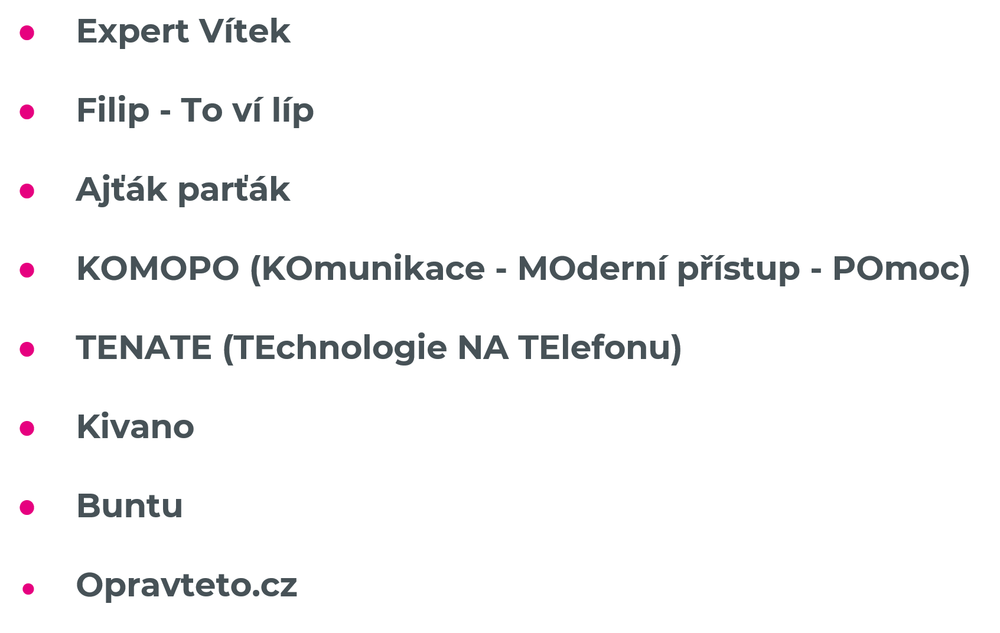 • Expert Vítek
• Filip - To ví líp
• Ajťák parťák
• KOMOPO (KOmunikace - MOderní přístup - POmoc)
• TENATE (TEchnologie NA TElefonu)
• Kivano
• Buntu
• Opravteto.cz